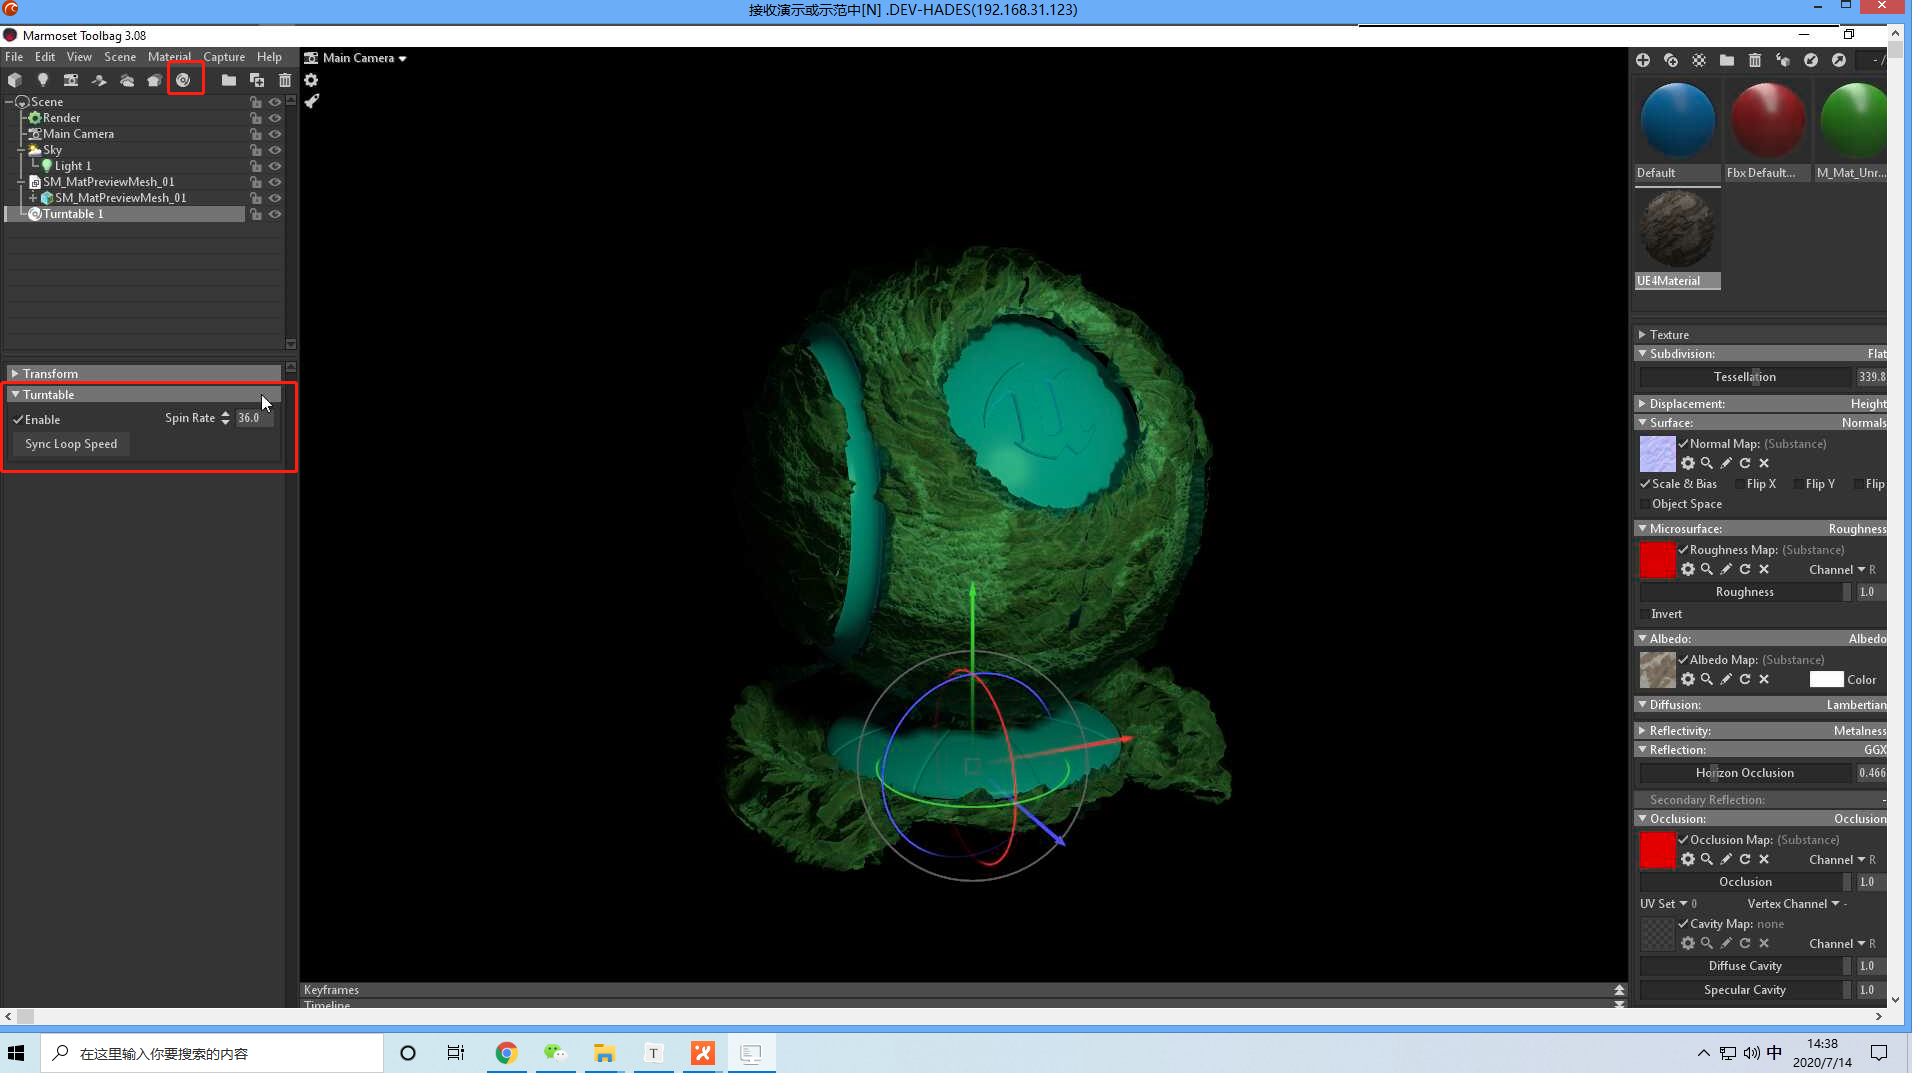 接收演示或示范中[N] .DEV-HADES(192.168.31.123)
Marmoset Toolbag 3.08
File Edit View Scene Material Capture Help
Main Camera
Scene
Render
Main Camera
Sky
Light 1
SM_MatPreviewMesh_01
SM_MatPreviewMesh_01
Turntable 1
Transform
Turntable
Enable Spin Rate 36.0
Sync Loop Speed
Keyframes
Timeline
- /
Default Fbx Default... M_Mat_Unr...
UE4Material
Texture
Subdivision: Flat
Tessellation 339.8
Displacement: Height
Surface: Normals
Normal Map: (Substance)
Scale & Bias Flip X Flip Y Flip
Object Space
Microsurface: Roughness
Roughness Map: (Substance)
Channel R
Roughness 1.0
Invert
Albedo: Albedo
Albedo Map: (Substance)
Color
Diffusion: Lambertian
Reflectivity: Metalness
Reflection: GGX
Horizon Occlusion 0.466
Secondary Reflection: -
Occlusion: Occlusion
Occlusion Map: (Substance)
Channel R
Occlusion 1.0
UV Set 0 Vertex Channel -
Cavity Map: none
Channel R
Diffuse Cavity 1.0
Specular Cavity 1.0
在这里输入你要搜索的内容
T
中
14:38
2020/7/14